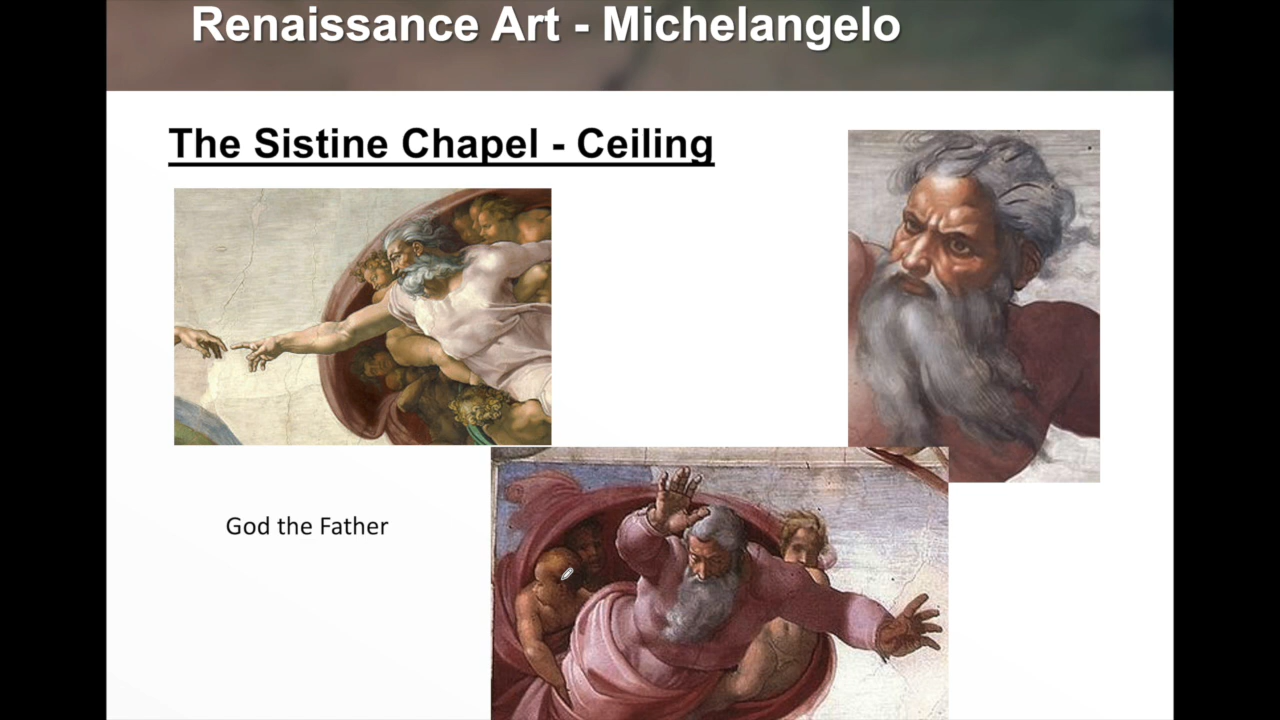 Renaissance Art - Michelangelo
The Sistine Chapel - Ceiling
God the Father